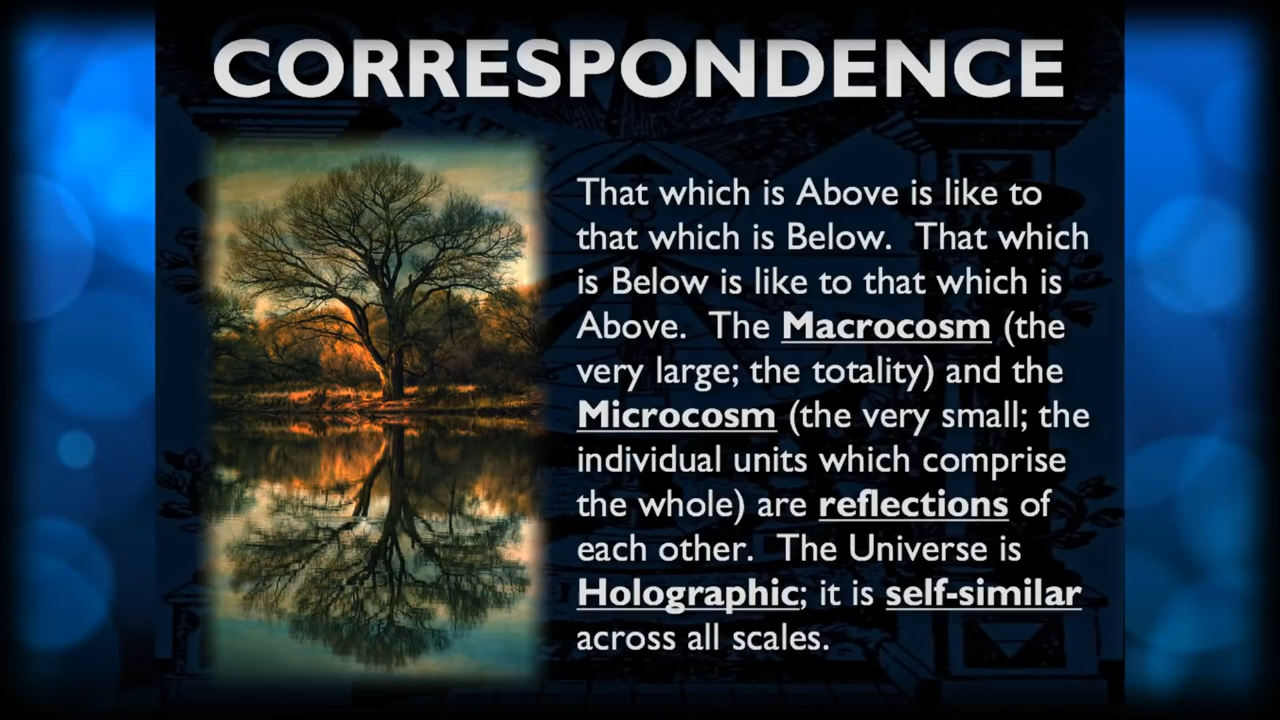 CORRESPONDENCE
That which is Above is like to
that which is Below.  That which
is Below is like to that which is
Above.  The Macrocosm (the
very large; the totality) and the
Microcosm (the very small; the
individual units which comprise
the whole) are reflections of
each other.  The Universe is
Holographic; it is self-similar
across all scales.